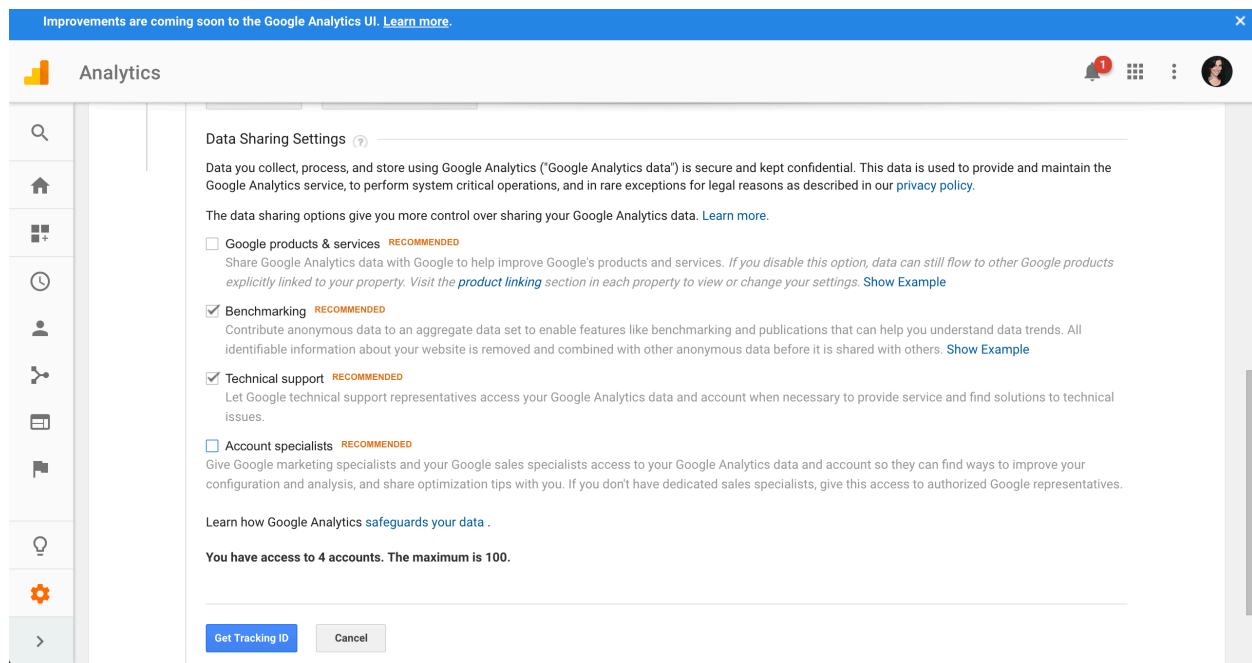 Improvements are coming soon to the Google Analytics UI. Learn more.
Analytics
1
Data Sharing Settings ?
Data you collect, process, and store using Google Analytics ("Google Analytics data") is secure and kept confidential. This data is used to provide and maintain the
Google Analytics service, to perform system critical operations, and in rare exceptions for legal reasons as described in our privacy policy.
The data sharing options give you more control over sharing your Google Analytics data. Learn more.
Google products & services RECOMMENDED
Share Google Analytics data with Google to help improve Google's products and services. If you disable this option, data can still flow to other Google products
explicitly linked to your property. Visit the product linking section in each property to view or change your settings. Show Example
Benchmarking RECOMMENDED
Contribute anonymous data to an aggregate data set to enable features like benchmarking and publications that can help you understand data trends. All
identifiable information about your website is removed and combined with other anonymous data before it is shared with others. Show Example
Technical support RECOMMENDED
Let Google technical support representatives access your Google Analytics data and account when necessary to provide service and find solutions to technical
issues.
Account specialists RECOMMENDED
Give Google marketing specialists and your Google sales specialists access to your Google Analytics data and account so they can find ways to improve your
configuration and analysis, and share optimization tips with you. If you don't have dedicated sales specialists, give this access to authorized Google representatives.
Learn how Google Analytics safeguards your data .
You have access to 4 accounts. The maximum is 100.
Get Tracking ID Cancel